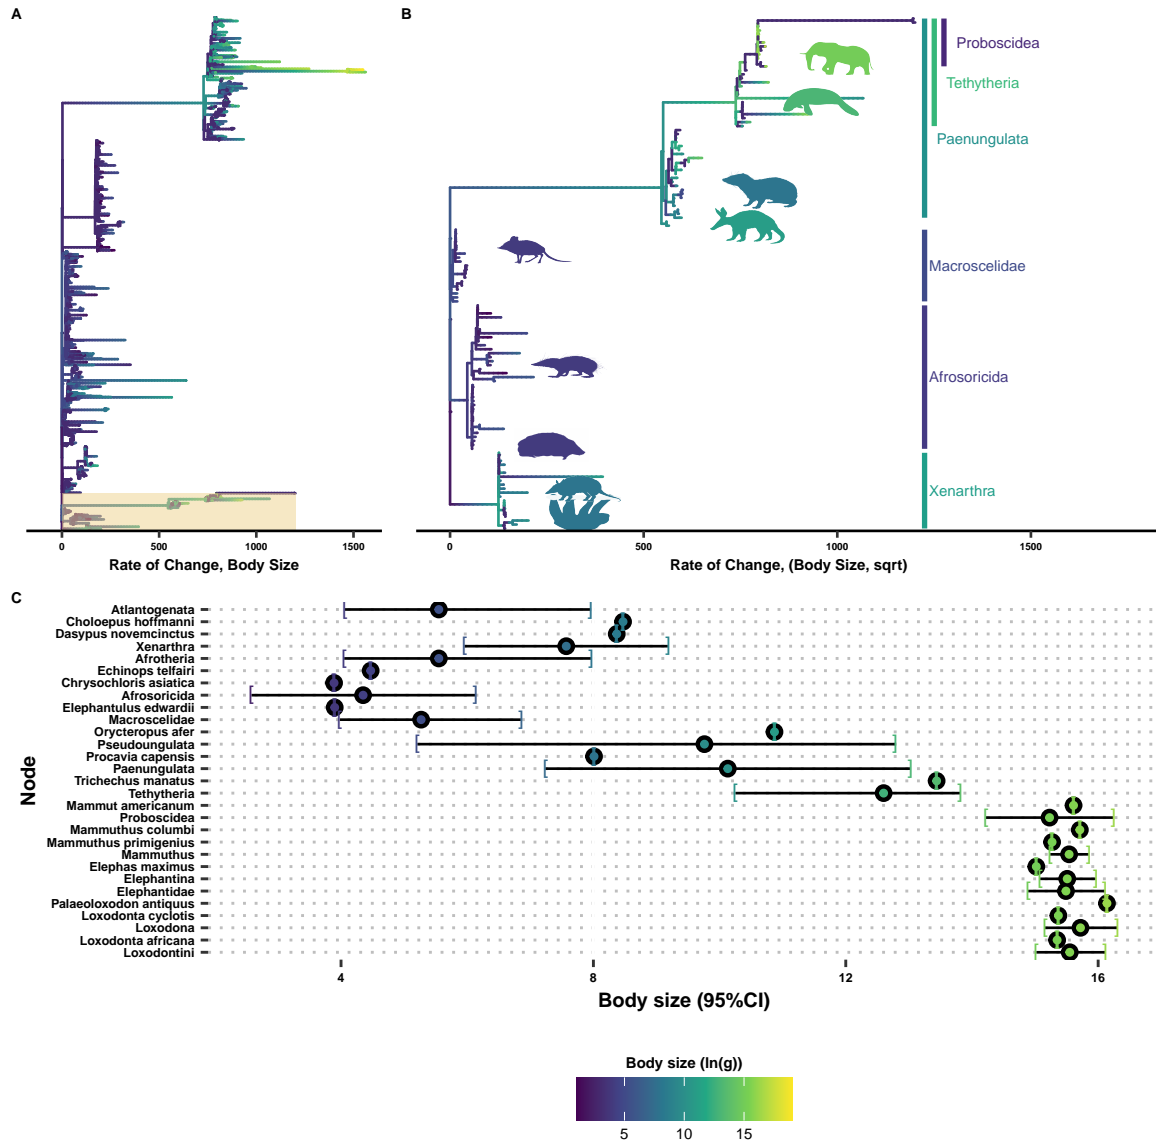 A
B
Proboscidea
Tethytheria
Paenungulata
Macroscelidae
Afrosoricida
Xenarthra
0
500
1000
1500
Rate of Change, Body Size
0
500
1000
1500
Rate of Change, (Body Size, sqrt)
C
Node
Atlantogenata
Choloepus hoffmanni
Dasypus novemcinctus
Xenarthra
Afrotheria
Echinops telfairi
Chrysochloris asiatica
Afrosoricida
Elephantulus edwardii
Macroscelidae
Orycteropus afer
Pseudoungulata
Procavia capensis
Paenungulata
Trichechus manatus
Tethytheria
Mammut americanum
Proboscidea
Mammuthus columbi
Mammuthus primigenius
Mammuthus
Elephas maximus
Elephantina
Elephantidae
Palaeoloxodon antiquus
Loxodonta cyclotis
Loxodona
Loxodonta africana
Loxodontini
4
8
12
16
Body size (95%CI)
Body size (ln(g))
5
10
15